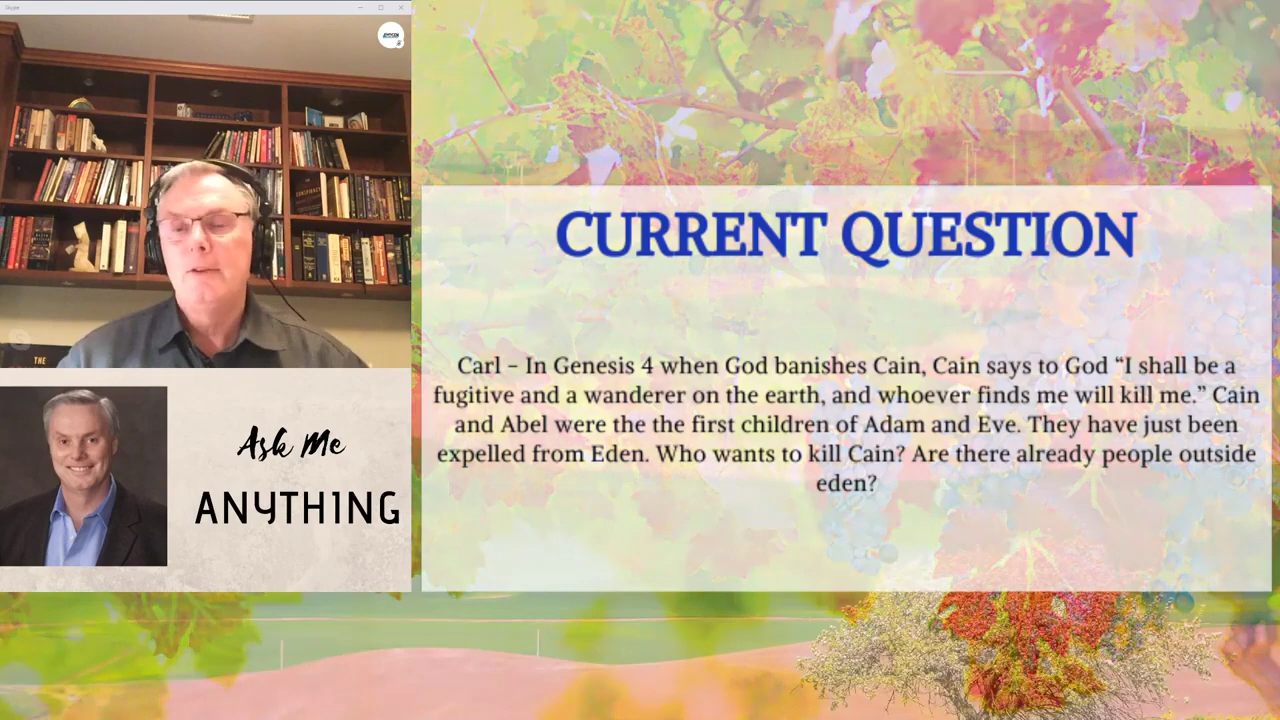 Skype
CONSPIRACY
THE
Ask Me
ANYTHING
CURRENT QUESTION
Carl – In Genesis 4 when God banishes Cain, Cain says to God “I shall be a
fugitive and a wanderer on the earth, and whoever finds me will kill me.” Cain
and Abel were the the first children of Adam and Eve. They have just been
expelled from Eden. Who wants to kill Cain? Are there already people outside
eden?